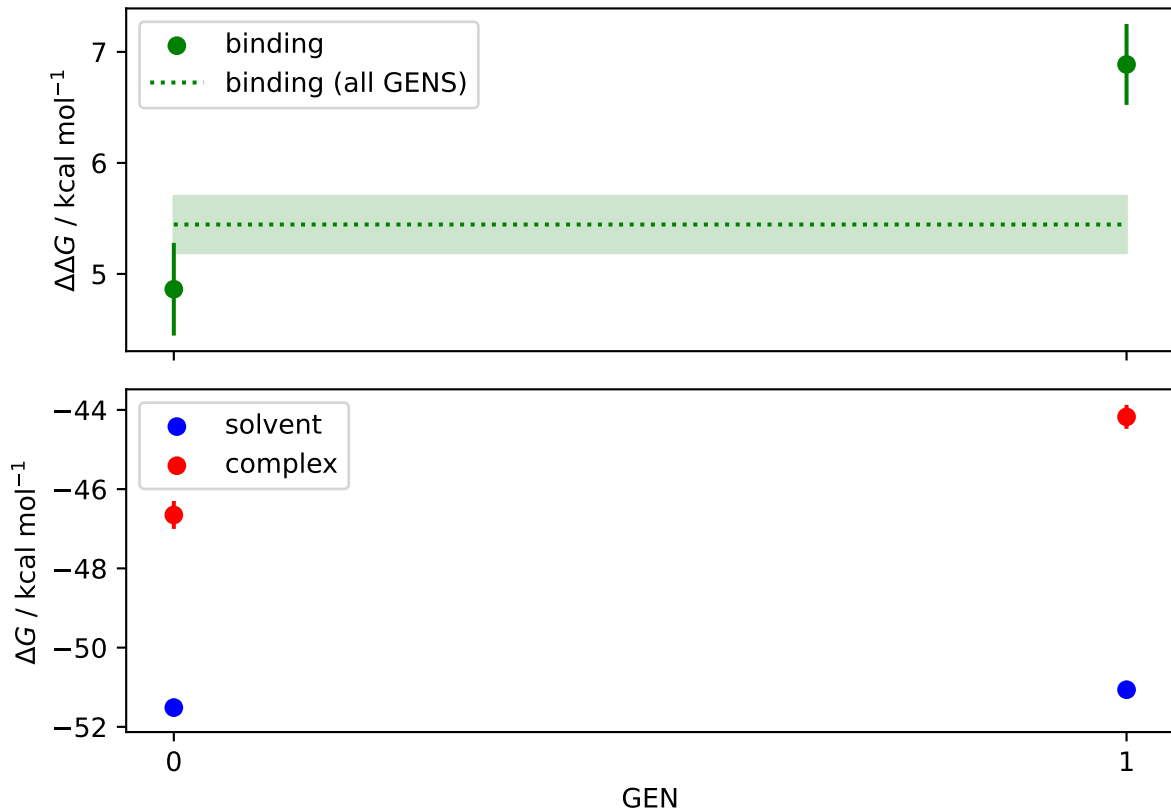 binding
binding (all GENS)
7
6
5
ΔΔG / kcal mol⁻¹
solvent
complex
−44
−46
−48
−50
−52
ΔG / kcal mol⁻¹
0
1
GEN